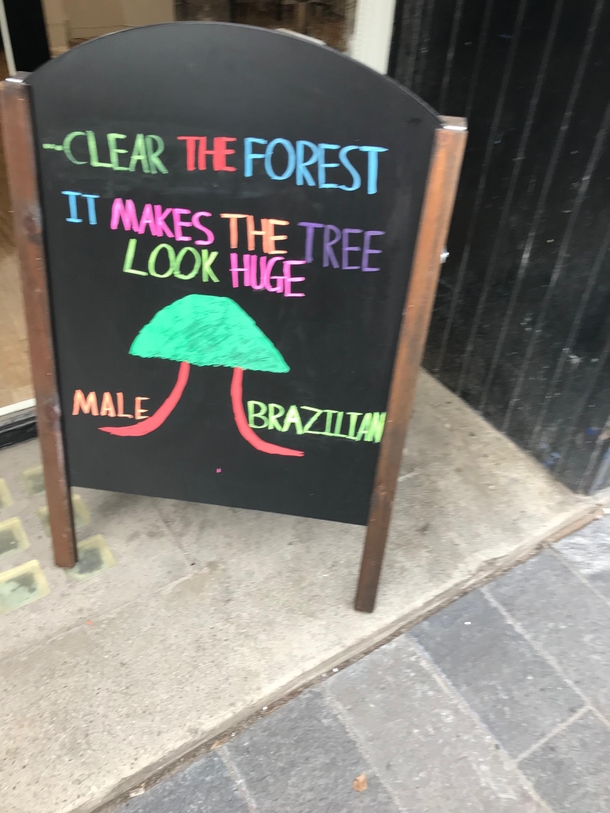 ~CLEAR THE FOREST
IT MAKES THE TREE
LOOK HUGE
MALE BRAZILIAN